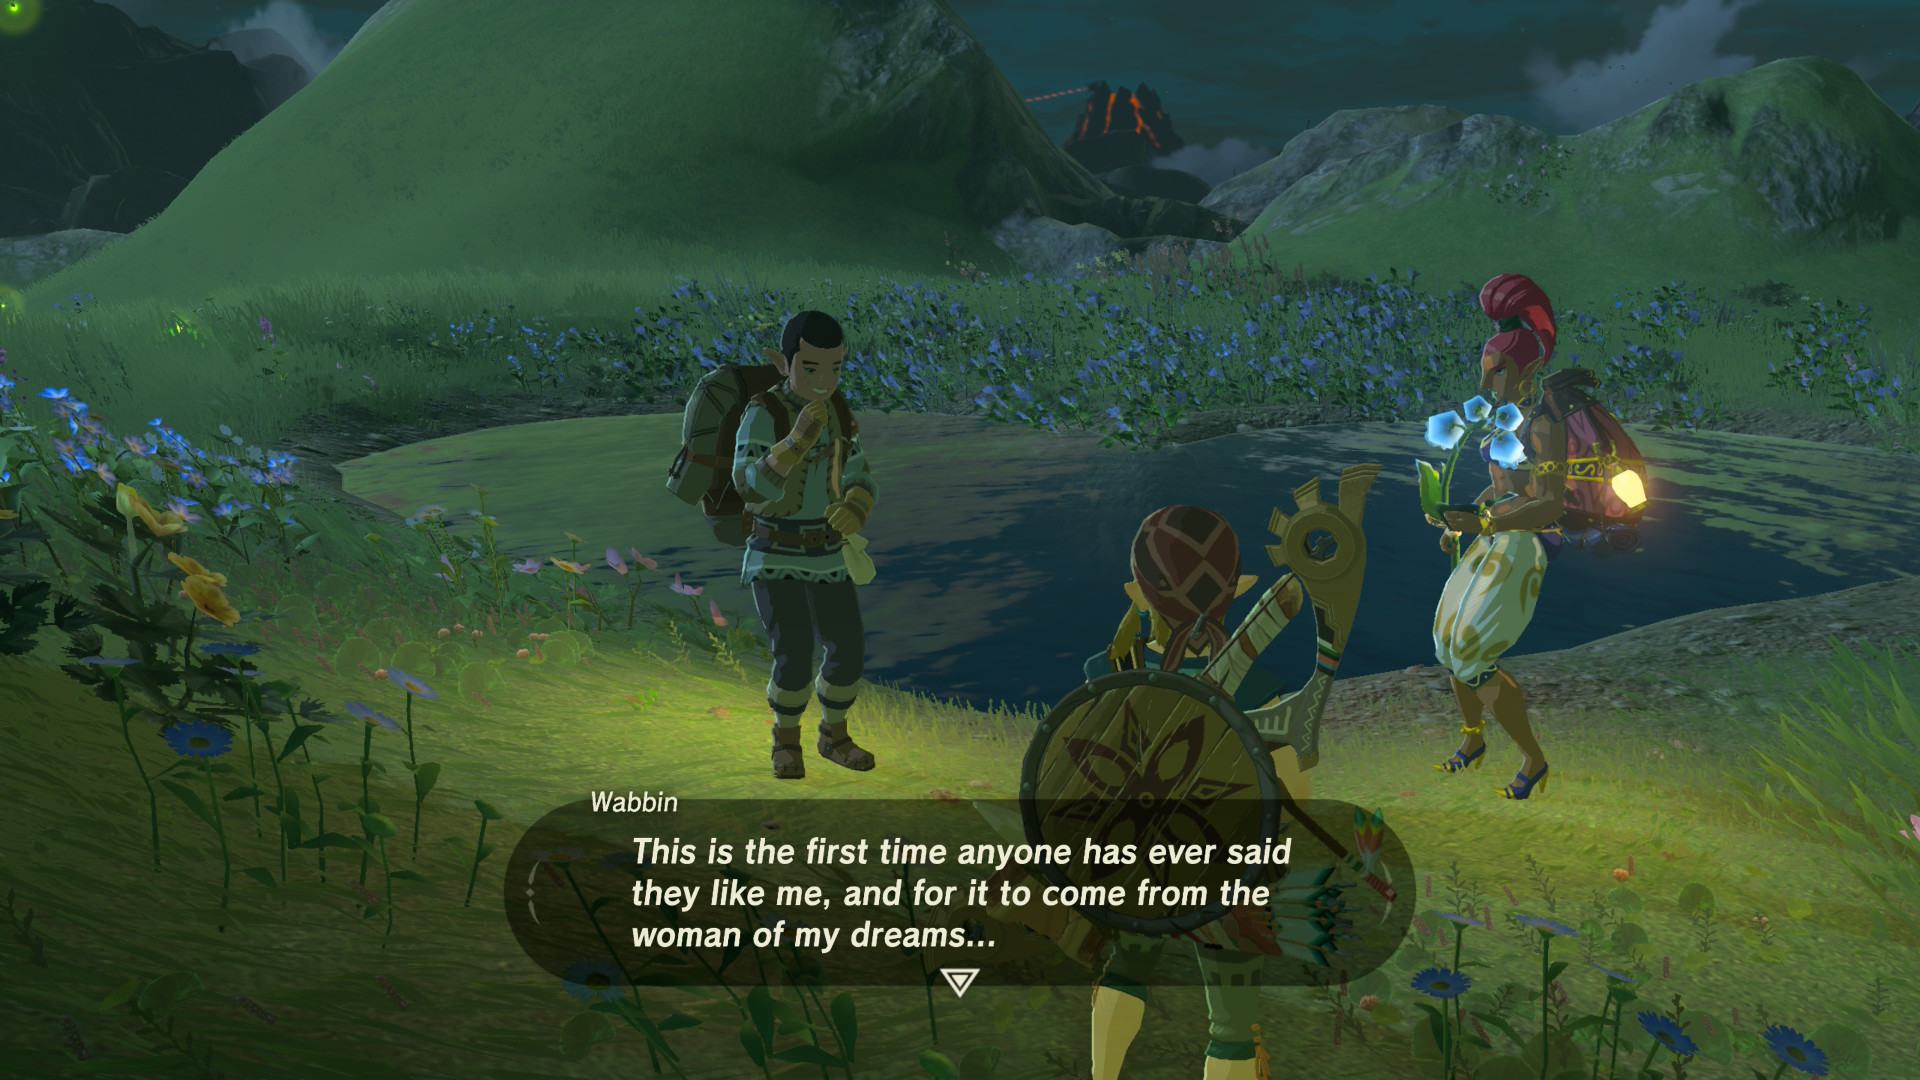 Wabbin
This is the first time anyone has ever said
they like me, and for it to come from the
woman of my dreams...